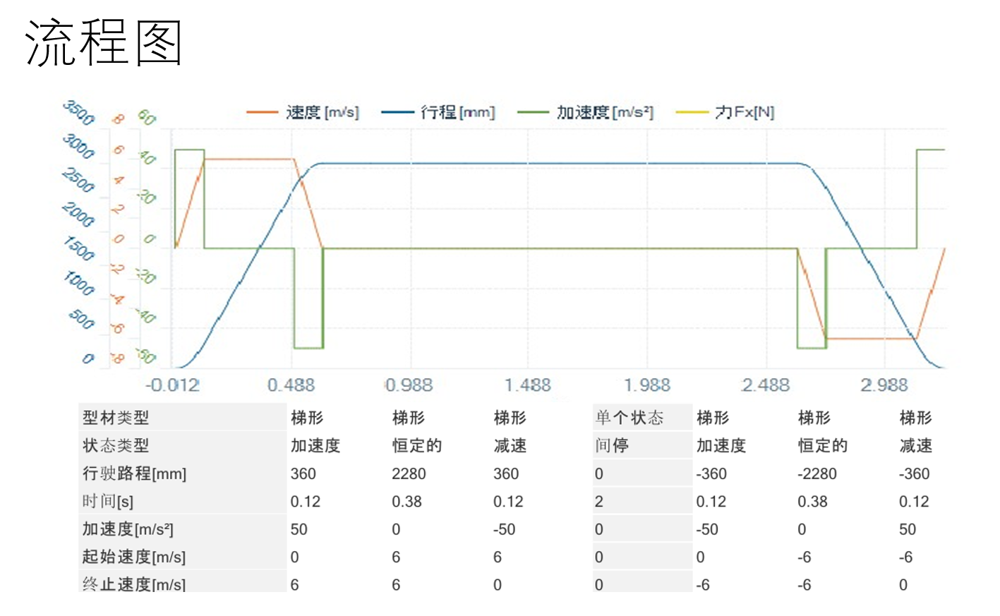 流程图
速度 [m/s] 行程[mm] 加速度[m/s²] 力Fx[N]
3500 8 60
3000 6 40
2500 4 20
2000 2
1500 0 0
1000 -2 -20
500 -4 -40
-6
0 -8 -60
-0.012 0.488 0.988 1.488 1.988 2.488 2.988
型材类型 梯形 梯形 梯形 单个状态 梯形 梯形 梯形
状态类型 加速度 恒定的 减速 间停 加速度 恒定的 减速
行驶路程[mm] 360 2280 360 0 -360 -2280 -360
时间[s] 0.12 0.38 0.12 2 0.12 0.38 0.12
加速度[m/s²] 50 0 -50 0 -50 0 50
起始速度[m/s] 0 6 6 0 0 -6 -6
终止速度[m/s] 6 6 0 0 -6 -6 0